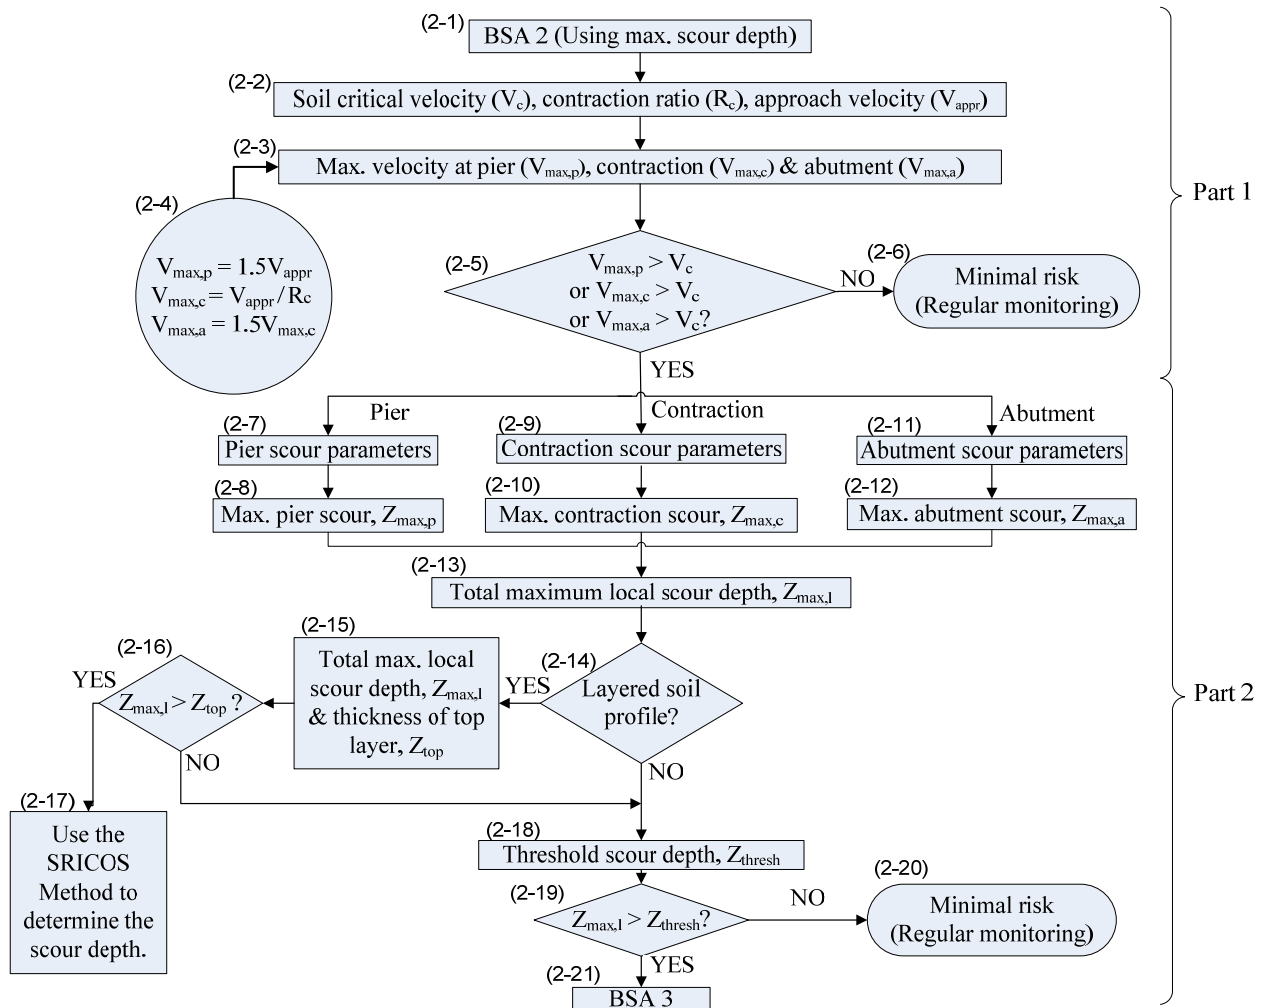 (2-1)
BSA 2 (Using max. scour depth)
(2-2)
Soil critical velocity (Vc), contraction ratio (Rc), approach velocity (Vappr)
(2-3)
Max. velocity at pier (Vmax,p), contraction (Vmax,c) & abutment (Vmax,a)
(2-4)
Vmax,p = 1.5Vappr
Vmax,c = Vappr/Rc
Vmax,a = 1.5Vmax,c
(2-5)
Vmax,p > Vc
or Vmax,c > Vc
or Vmax,a > Vc?
NO
(2-6)
Minimal risk
(Regular monitoring)
Part 1
YES
Pier
Contraction
Abutment
(2-7)
Pier scour parameters
(2-9)
Contraction scour parameters
(2-11)
Abutment scour parameters
(2-8)
Max. pier scour, Zmax,p
(2-10)
Max. contraction scour, Zmax,c
(2-12)
Max. abutment scour, Zmax,a
(2-13)
Total maximum local scour depth, Zmax,l
(2-14)
Layered soil
profile?
YES
NO
(2-15)
Total max. local
scour depth, Zmax,l
& thickness of top
layer, Ztop
(2-16)
Zmax,l > Ztop ?
YES
NO
(2-17)
Use the
SRICOS
Method to
determine the
scour depth.
Part 2
(2-18)
Threshold scour depth, Zthresh
(2-19)
Zmax,l > Zthresh?
NO
(2-20)
Minimal risk
(Regular monitoring)
YES
(2-21)
BSA 3